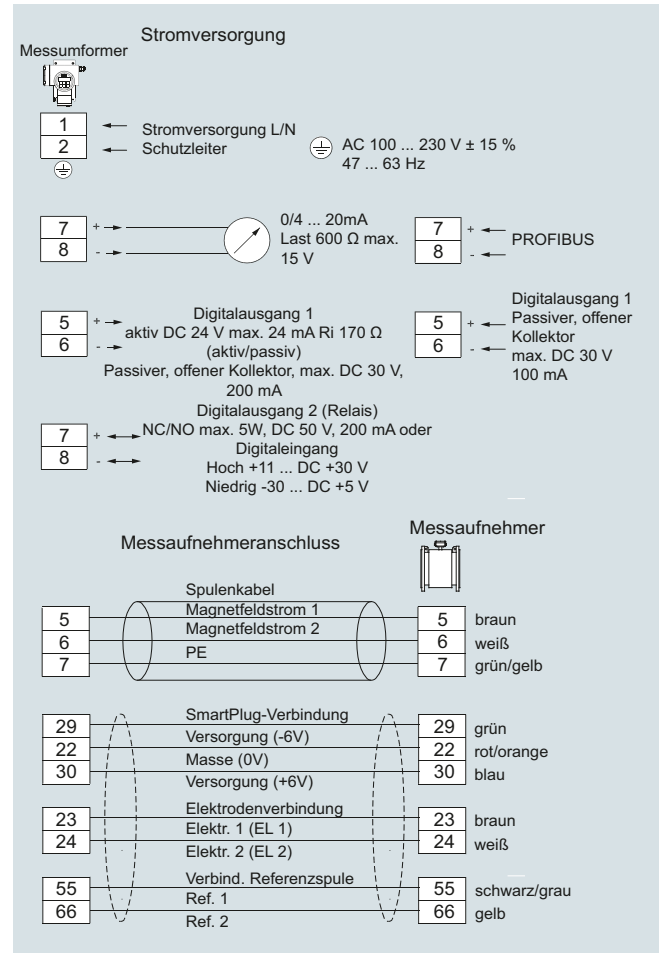 Stromversorgung
Messumformer
1
2
Stromversorgung L/N
Schutzleiter
AC 100 ... 230 V ± 15 %
47 ... 63 Hz
7 +
8 -
0/4 ... 20mA
Last 600 Ω max.
15 V
7 +
8 -
PROFIBUS
5 +
6 -
Digitalausgang 1
aktiv DC 24 V max. 24 mA Ri 170 Ω
(aktiv/passiv)
Passiver, offener Kollektor, max. DC 30 V,
200 mA
5 +
6 -
Digitalausgang 1
Passiver, offener
Kollektor
max. DC 30 V
100 mA
Digitalausgang 2 (Relais)
7 +
8 -
NC/NO max. 5W, DC 50 V, 200 mA oder
Digitaleingang
Hoch +11 ... DC +30 V
Niedrig -30 ... DC +5 V
Messaufnehmeranschluss
Messaufnehmer
Spulenkabel
5 Magnetfeldstrom 1 5 braun
6 Magnetfeldstrom 2 6 weiß
7 PE 7 grün/gelb
SmartPlug-Verbindung
29 Versorgung (-6V) 29 grün
22 Masse (0V) 22 rot/orange
30 Versorgung (+6V) 30 blau
Elektrodenverbindung
23 Elektr. 1 (EL 1) 23 braun
24 Elektr. 2 (EL 2) 24 weiß
Verbind. Referenzspule
55 Ref. 1 55 schwarz/grau
66 Ref. 2 66 gelb